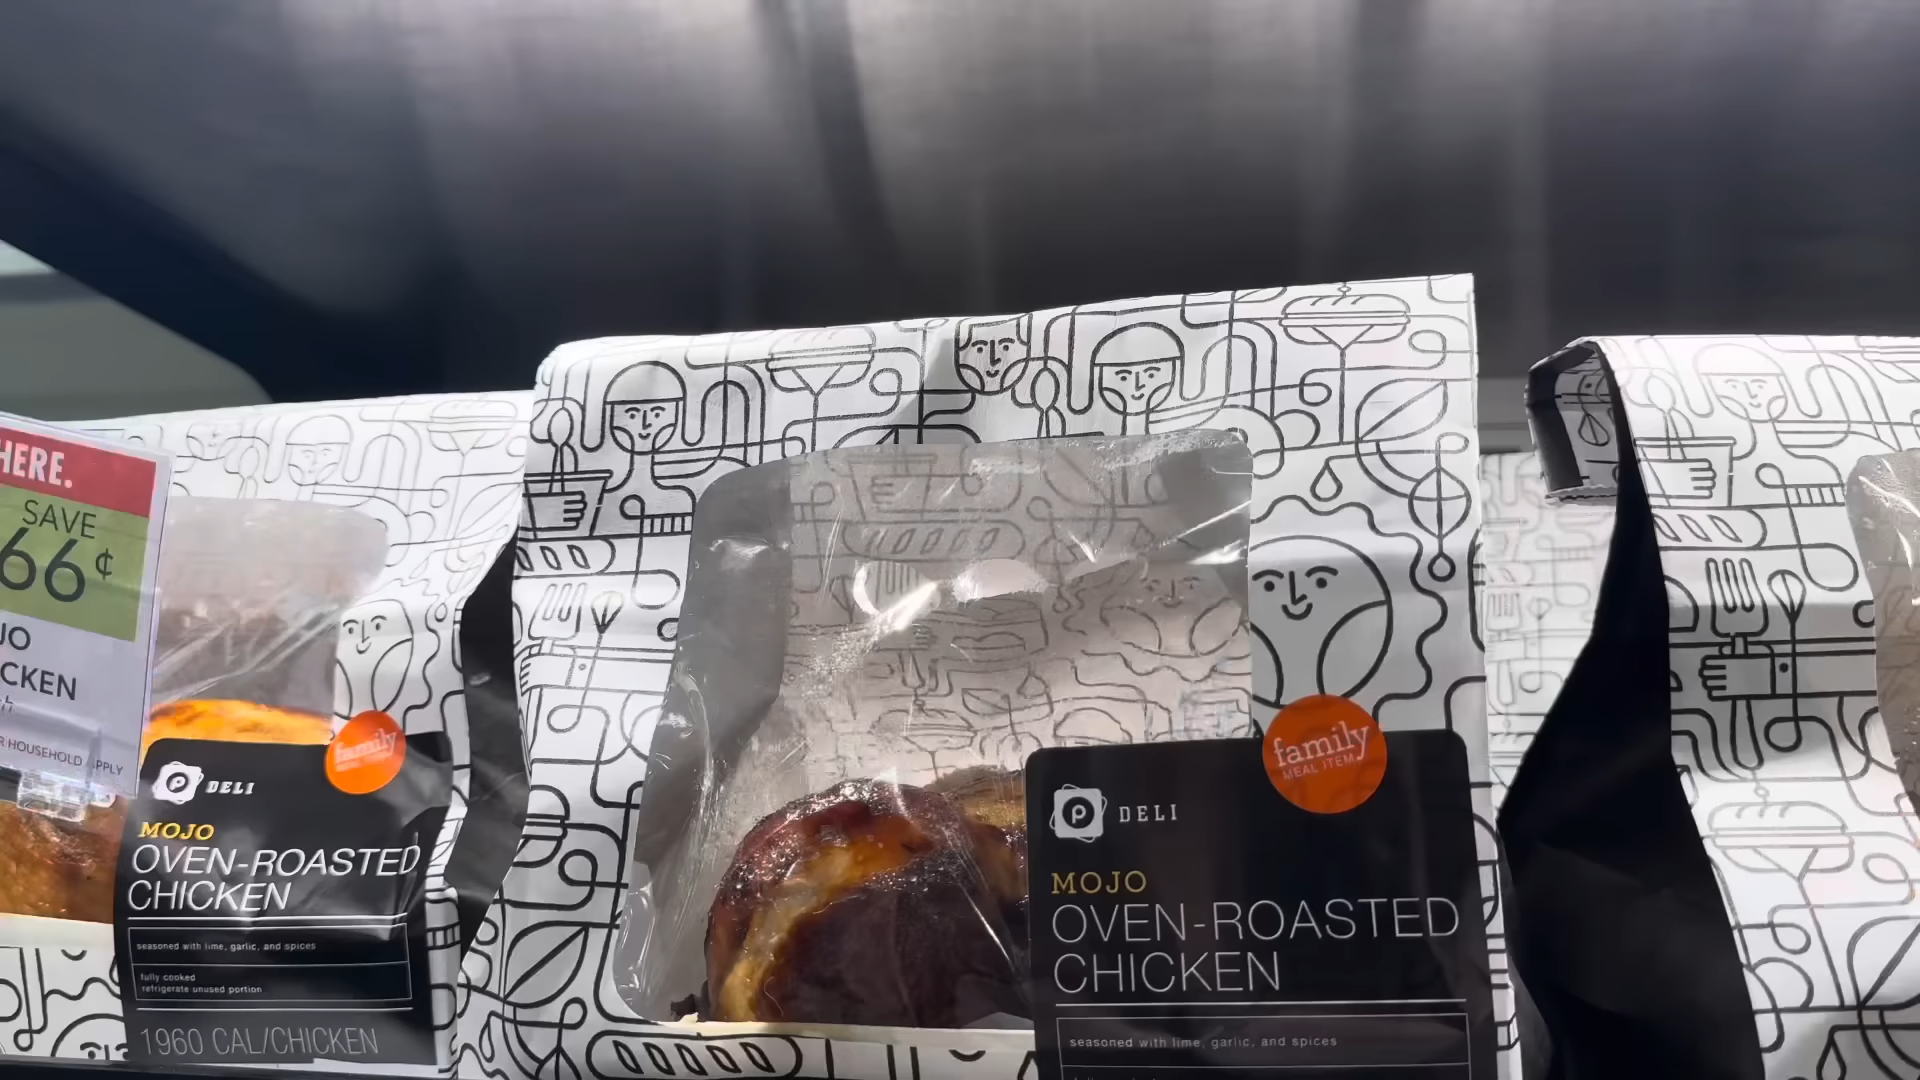 HERE.
SAVE
66¢
JO
CKEN
R HOUSEHOLD APPLY
family
P DELI
MOJO
OVEN-ROASTED
CHICKEN
seasoned with lime, garlic, and spices
fully cooked
refrigerate unused portion
1960 CAL/CHICKEN
family
MEAL ITEM
P DELI
MOJO
OVEN-ROASTED
CHICKEN
seasoned with lime, garlic, and spices